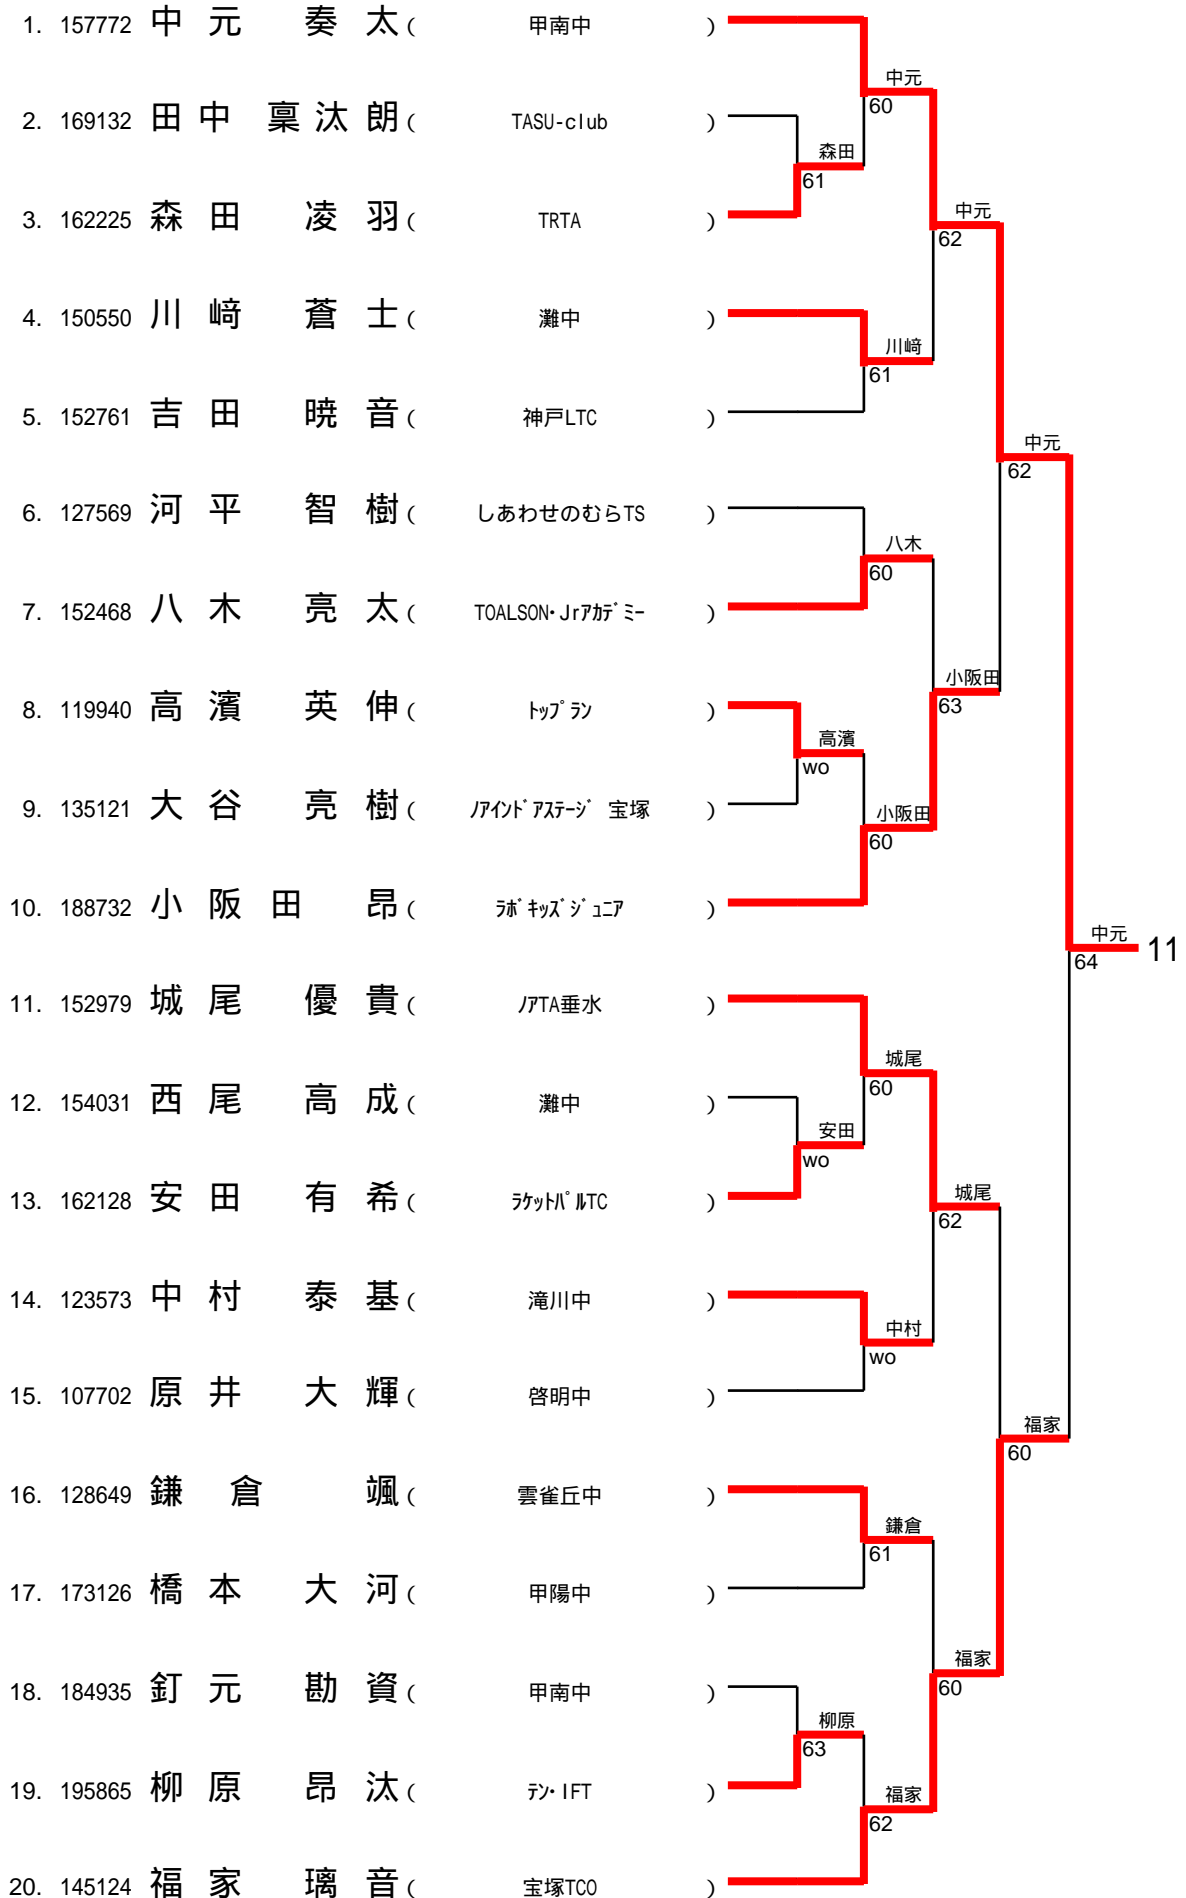 1. 157772 中元 奏太( 甲南中 )
中元
60
2. 169132 田中 稟汰朗( TASU-club )
森田
61
3. 162225 森田 凌羽( TRTA )
中元
62
4. 150550 川﨑 蒼士( 灘中 )
川﨑
61
5. 152761 吉田 暁音( 神戸LTC )
中元
62
6. 127569 河平 智樹( しあわせのむらTS )
八木
60
7. 152468 八木 亮太( TOALSON・Jrｱｶﾃﾞﾐｰ )
小阪田
63
8. 119940 高濱 英伸( ﾄｯﾌﾟﾗﾝ )
高濱
wo
9. 135121 大谷 亮樹( ﾉｱｲﾝﾄﾞｱｽﾃｰｼﾞ 宝塚 )
小阪田
60
10. 188732 小阪田 昂( ﾗﾎﾞｷｯｽﾞｼﾞｭﾆｱ )
中元
64
11
11. 152979 城尾 優貴( ﾉｱTA垂水 )
城尾
60
12. 154031 西尾 高成( 灘中 )
安田
wo
13. 162128 安田 有希( ﾗｹｯﾄﾊﾟﾙTC )
城尾
62
14. 123573 中村 泰基( 滝川中 )
中村
wo
15. 107702 原井 大輝( 啓明中 )
福家
60
16. 128649 鎌倉 颯( 雲雀丘中 )
鎌倉
61
17. 173126 橋本 大河( 甲陽中 )
福家
60
18. 184935 釘元 勘資( 甲南中 )
柳原
63
19. 195865 柳原 昂汰( ﾃﾝ・IFT )
福家
62
20. 145124 福家 璃音( 宝塚TCO )